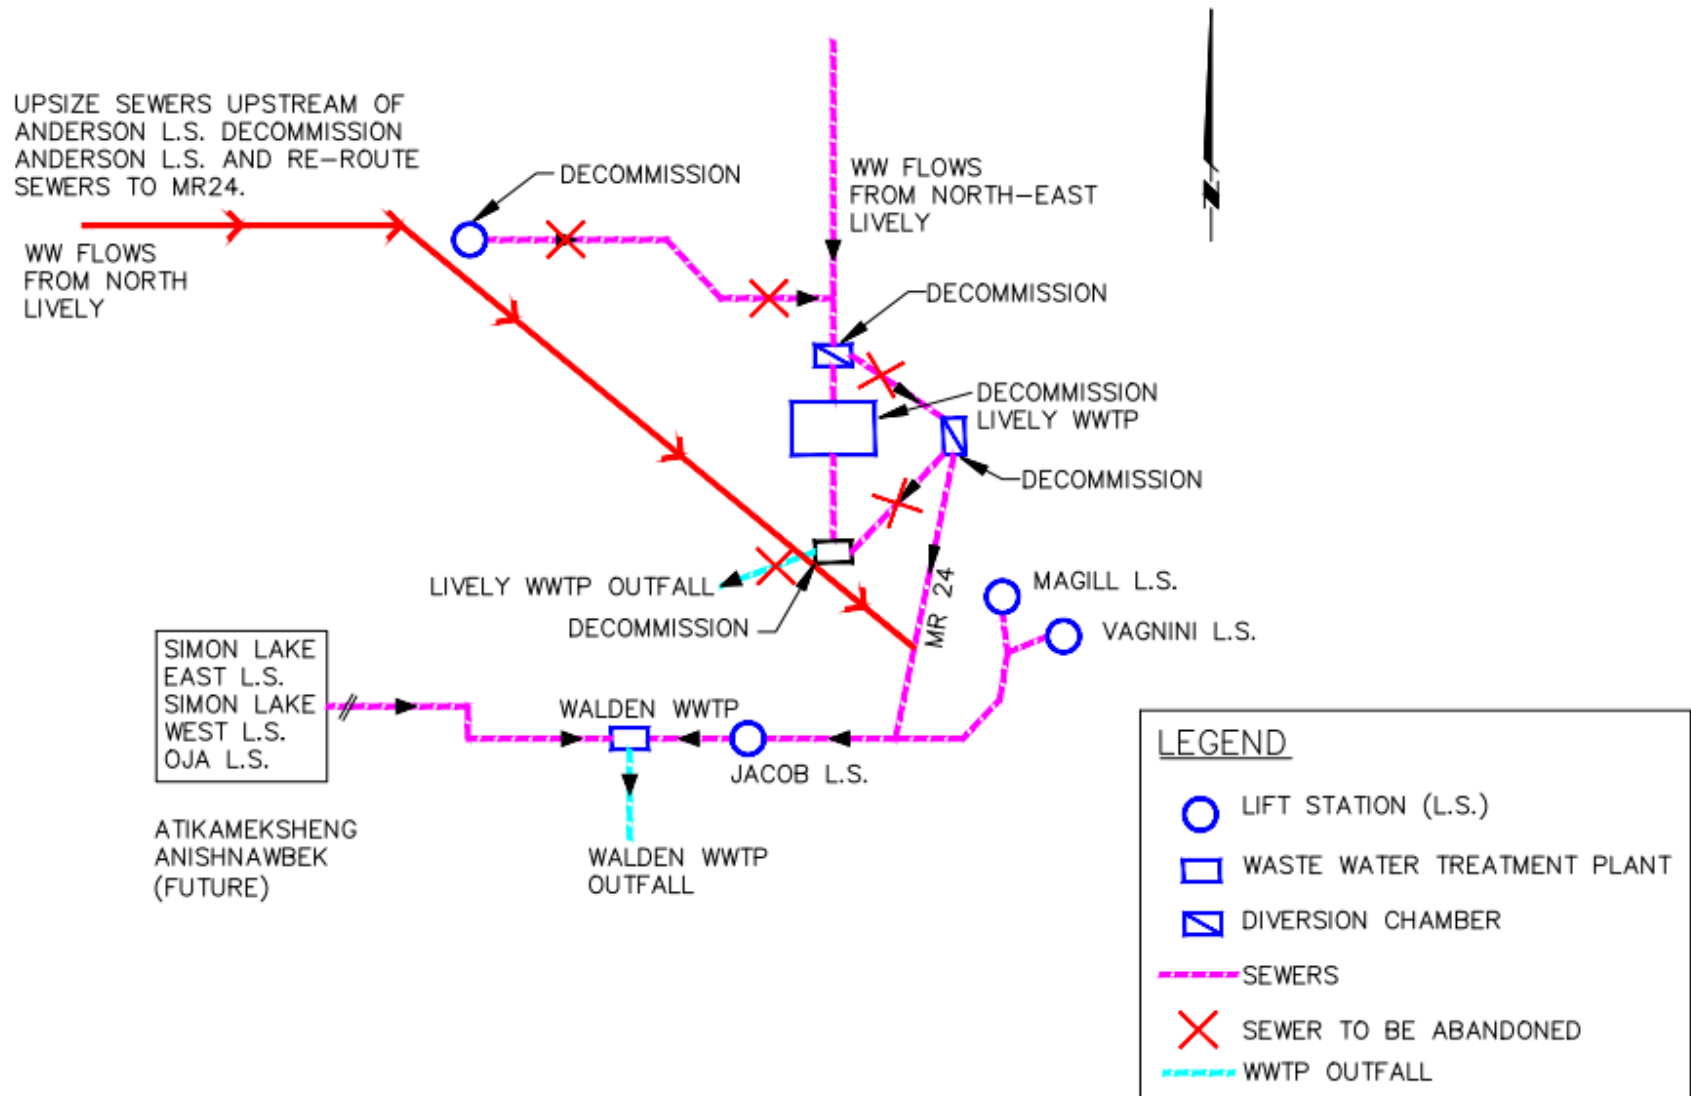 UPSIZE SEWERS UPSTREAM OF
ANDERSON L.S. DECOMMISSION
ANDERSON L.S. AND RE-ROUTE
SEWERS TO MR24.
WW FLOWS
FROM NORTH
LIVELY
DECOMMISSION
WW FLOWS
FROM NORTH-EAST
LIVELY
N
DECOMMISSION
DECOMMISSION
LIVELY WWTP
DECOMMISSION
LIVELY WWTP OUTFALL
DECOMMISSION
MR 24
MAGILL L.S.
VAGNINI L.S.
SIMON LAKE
EAST L.S.
SIMON LAKE
WEST L.S.
OJA L.S.
WALDEN WWTP
JACOB L.S.
ATIKAMEKSHENG
ANISHNAWBEK
(FUTURE)
WALDEN WWTP
OUTFALL
LEGEND
LIFT STATION (L.S.)
WASTE WATER TREATMENT PLANT
DIVERSION CHAMBER
SEWERS
SEWER TO BE ABANDONED
WWTP OUTFALL